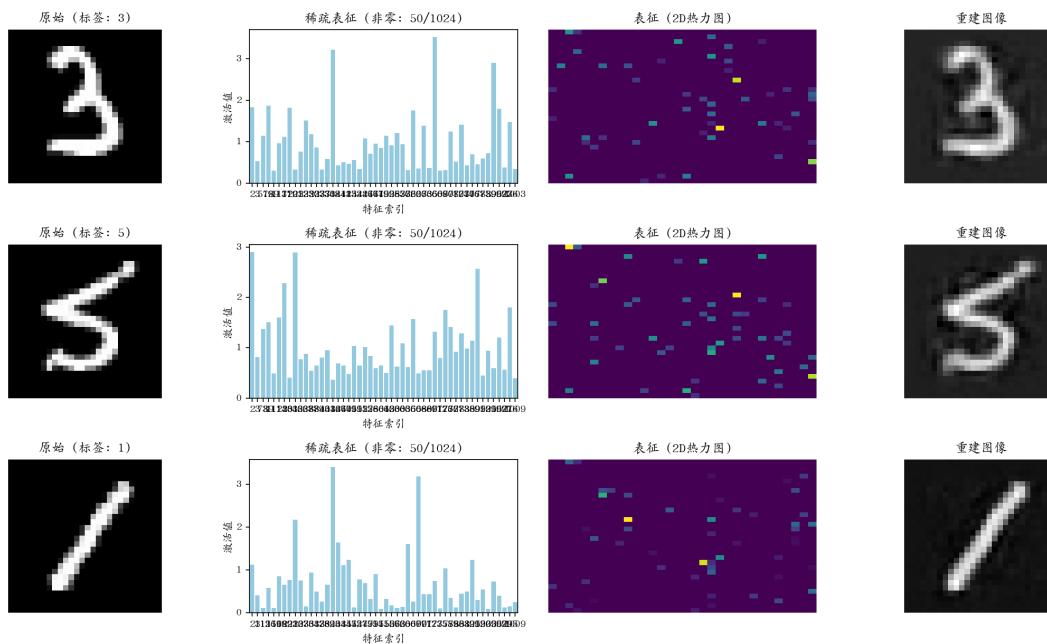 原始 (标签: 3)
稀疏表征 (非零: 50/1024)
表征 (2D热力图)
重建图像
激活值
3
2
1
0
特征索引
原始 (标签: 5)
稀疏表征 (非零: 50/1024)
表征 (2D热力图)
重建图像
激活值
3
2
1
0
特征索引
原始 (标签: 1)
稀疏表征 (非零: 50/1024)
表征 (2D热力图)
重建图像
激活值
3
2
1
0
特征索引